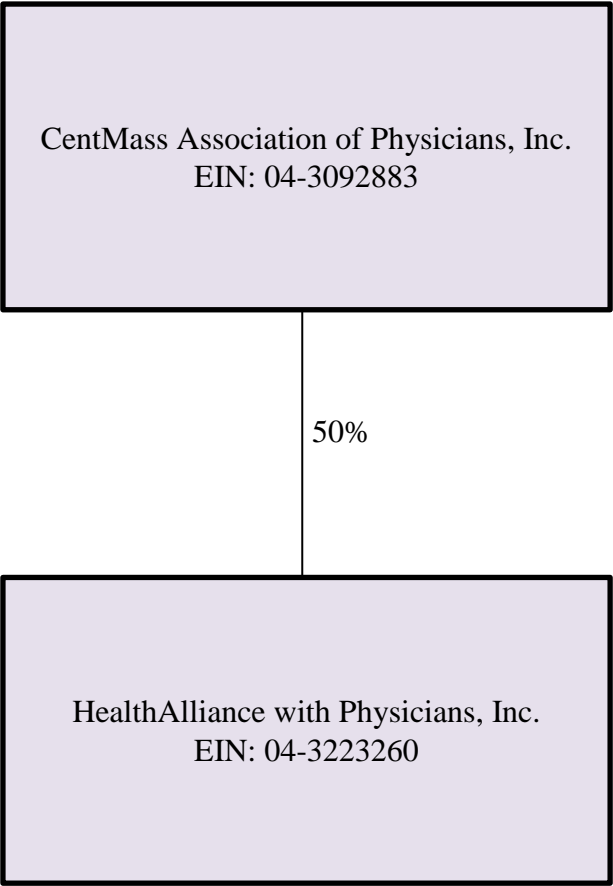 CentMass Association of Physicians, Inc.
EIN: 04-3092883
50%
HealthAlliance with Physicians, Inc.
EIN: 04-3223260